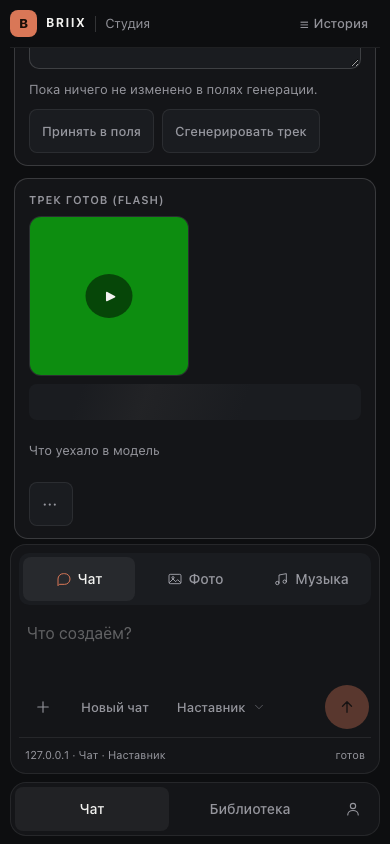 B BRIIX Студия История
Пока ничего не изменено в полях генерации.
Принять в поля Сгенерировать трек
ТРЕК ГОТОВ (FLASH)
Что уехало в модель
...
Чат Фото Музыка
Что создаём?
Новый чат Наставник
127.0.0.1 · Чат · Наставник готов
Чат Библиотека